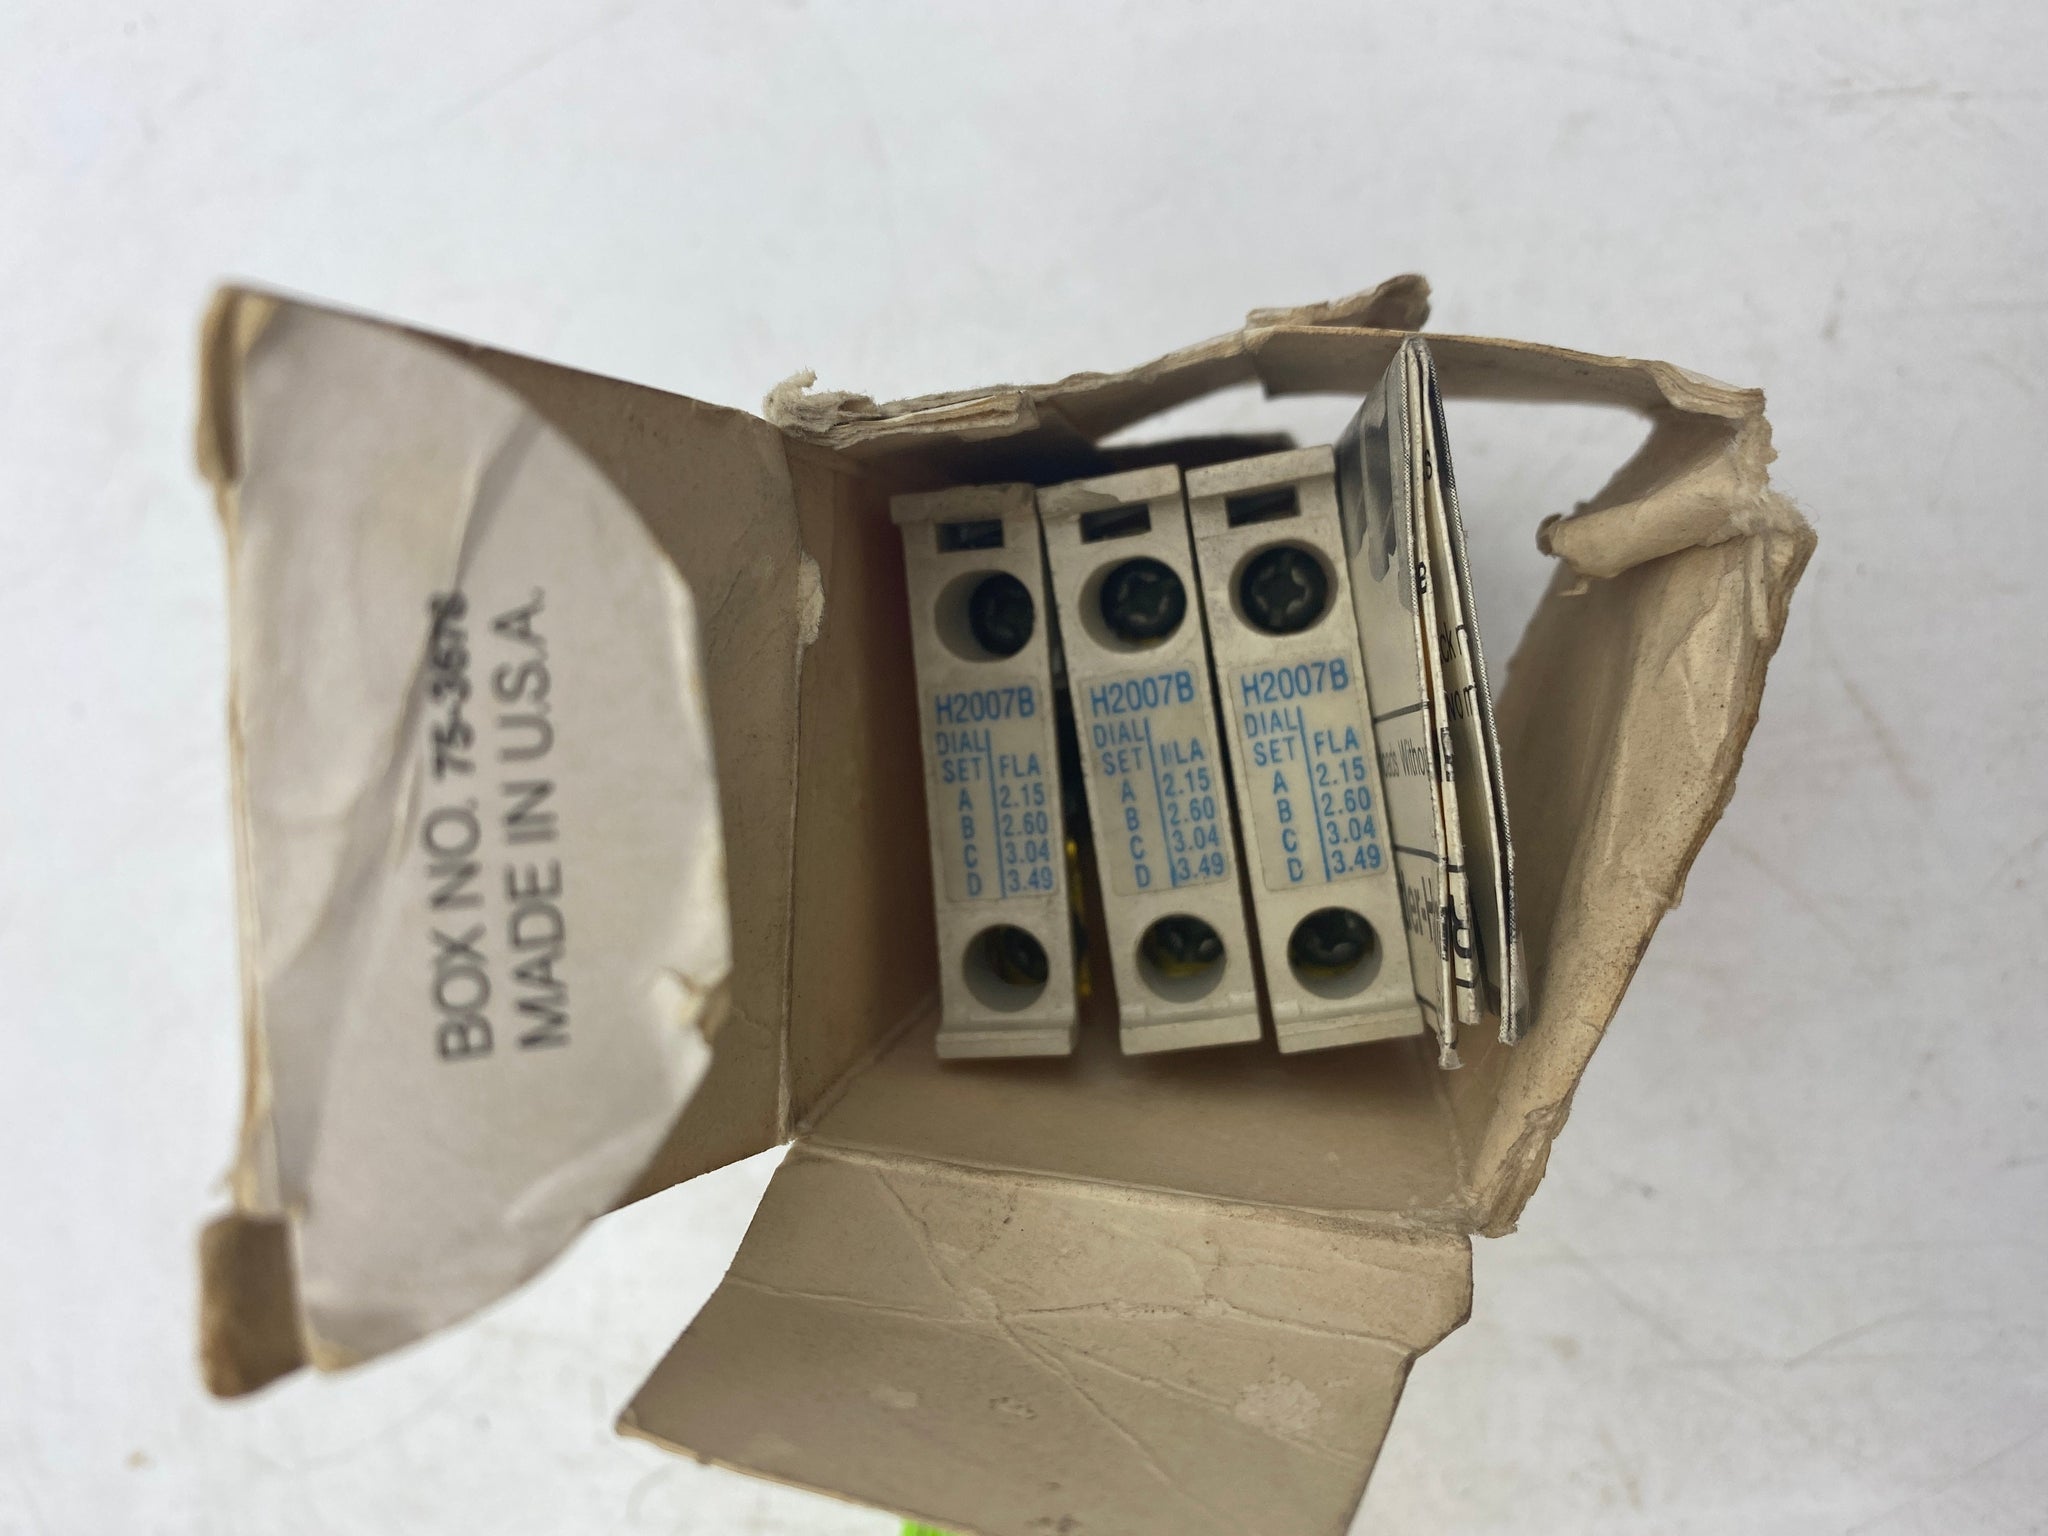 BOX NO. 75-3678
MADE IN U.S.A.
H2007B
DIAL
SET FLA
A 2.15
B 2.60
C 3.04
D 3.49
H2007B
DIAL
SET FLA
A 2.15
B 2.60
C 3.04
D 3.49
H2007B
DIAL
SET FLA
A 2.15
B 2.60
C 3.04
D 3.49